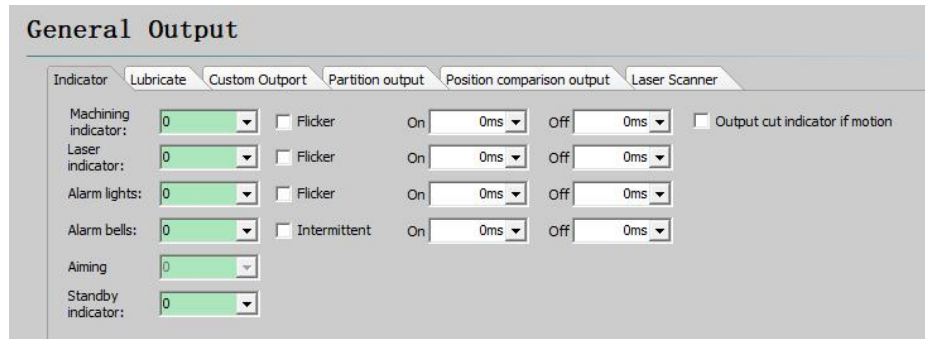 General Output
Indicator Lubricate Custom Outport Partition output Position comparison output Laser Scanner
Machining
indicator: 0 Flicker On 0ms Off 0ms Output cut indicator if motion
Laser
indicator: 0 Flicker On 0ms Off 0ms
Alarm lights: 0 Flicker On 0ms Off 0ms
Alarm bells: 0 Intermittent On 0ms Off 0ms
Aiming 0
Standby
indicator: 0